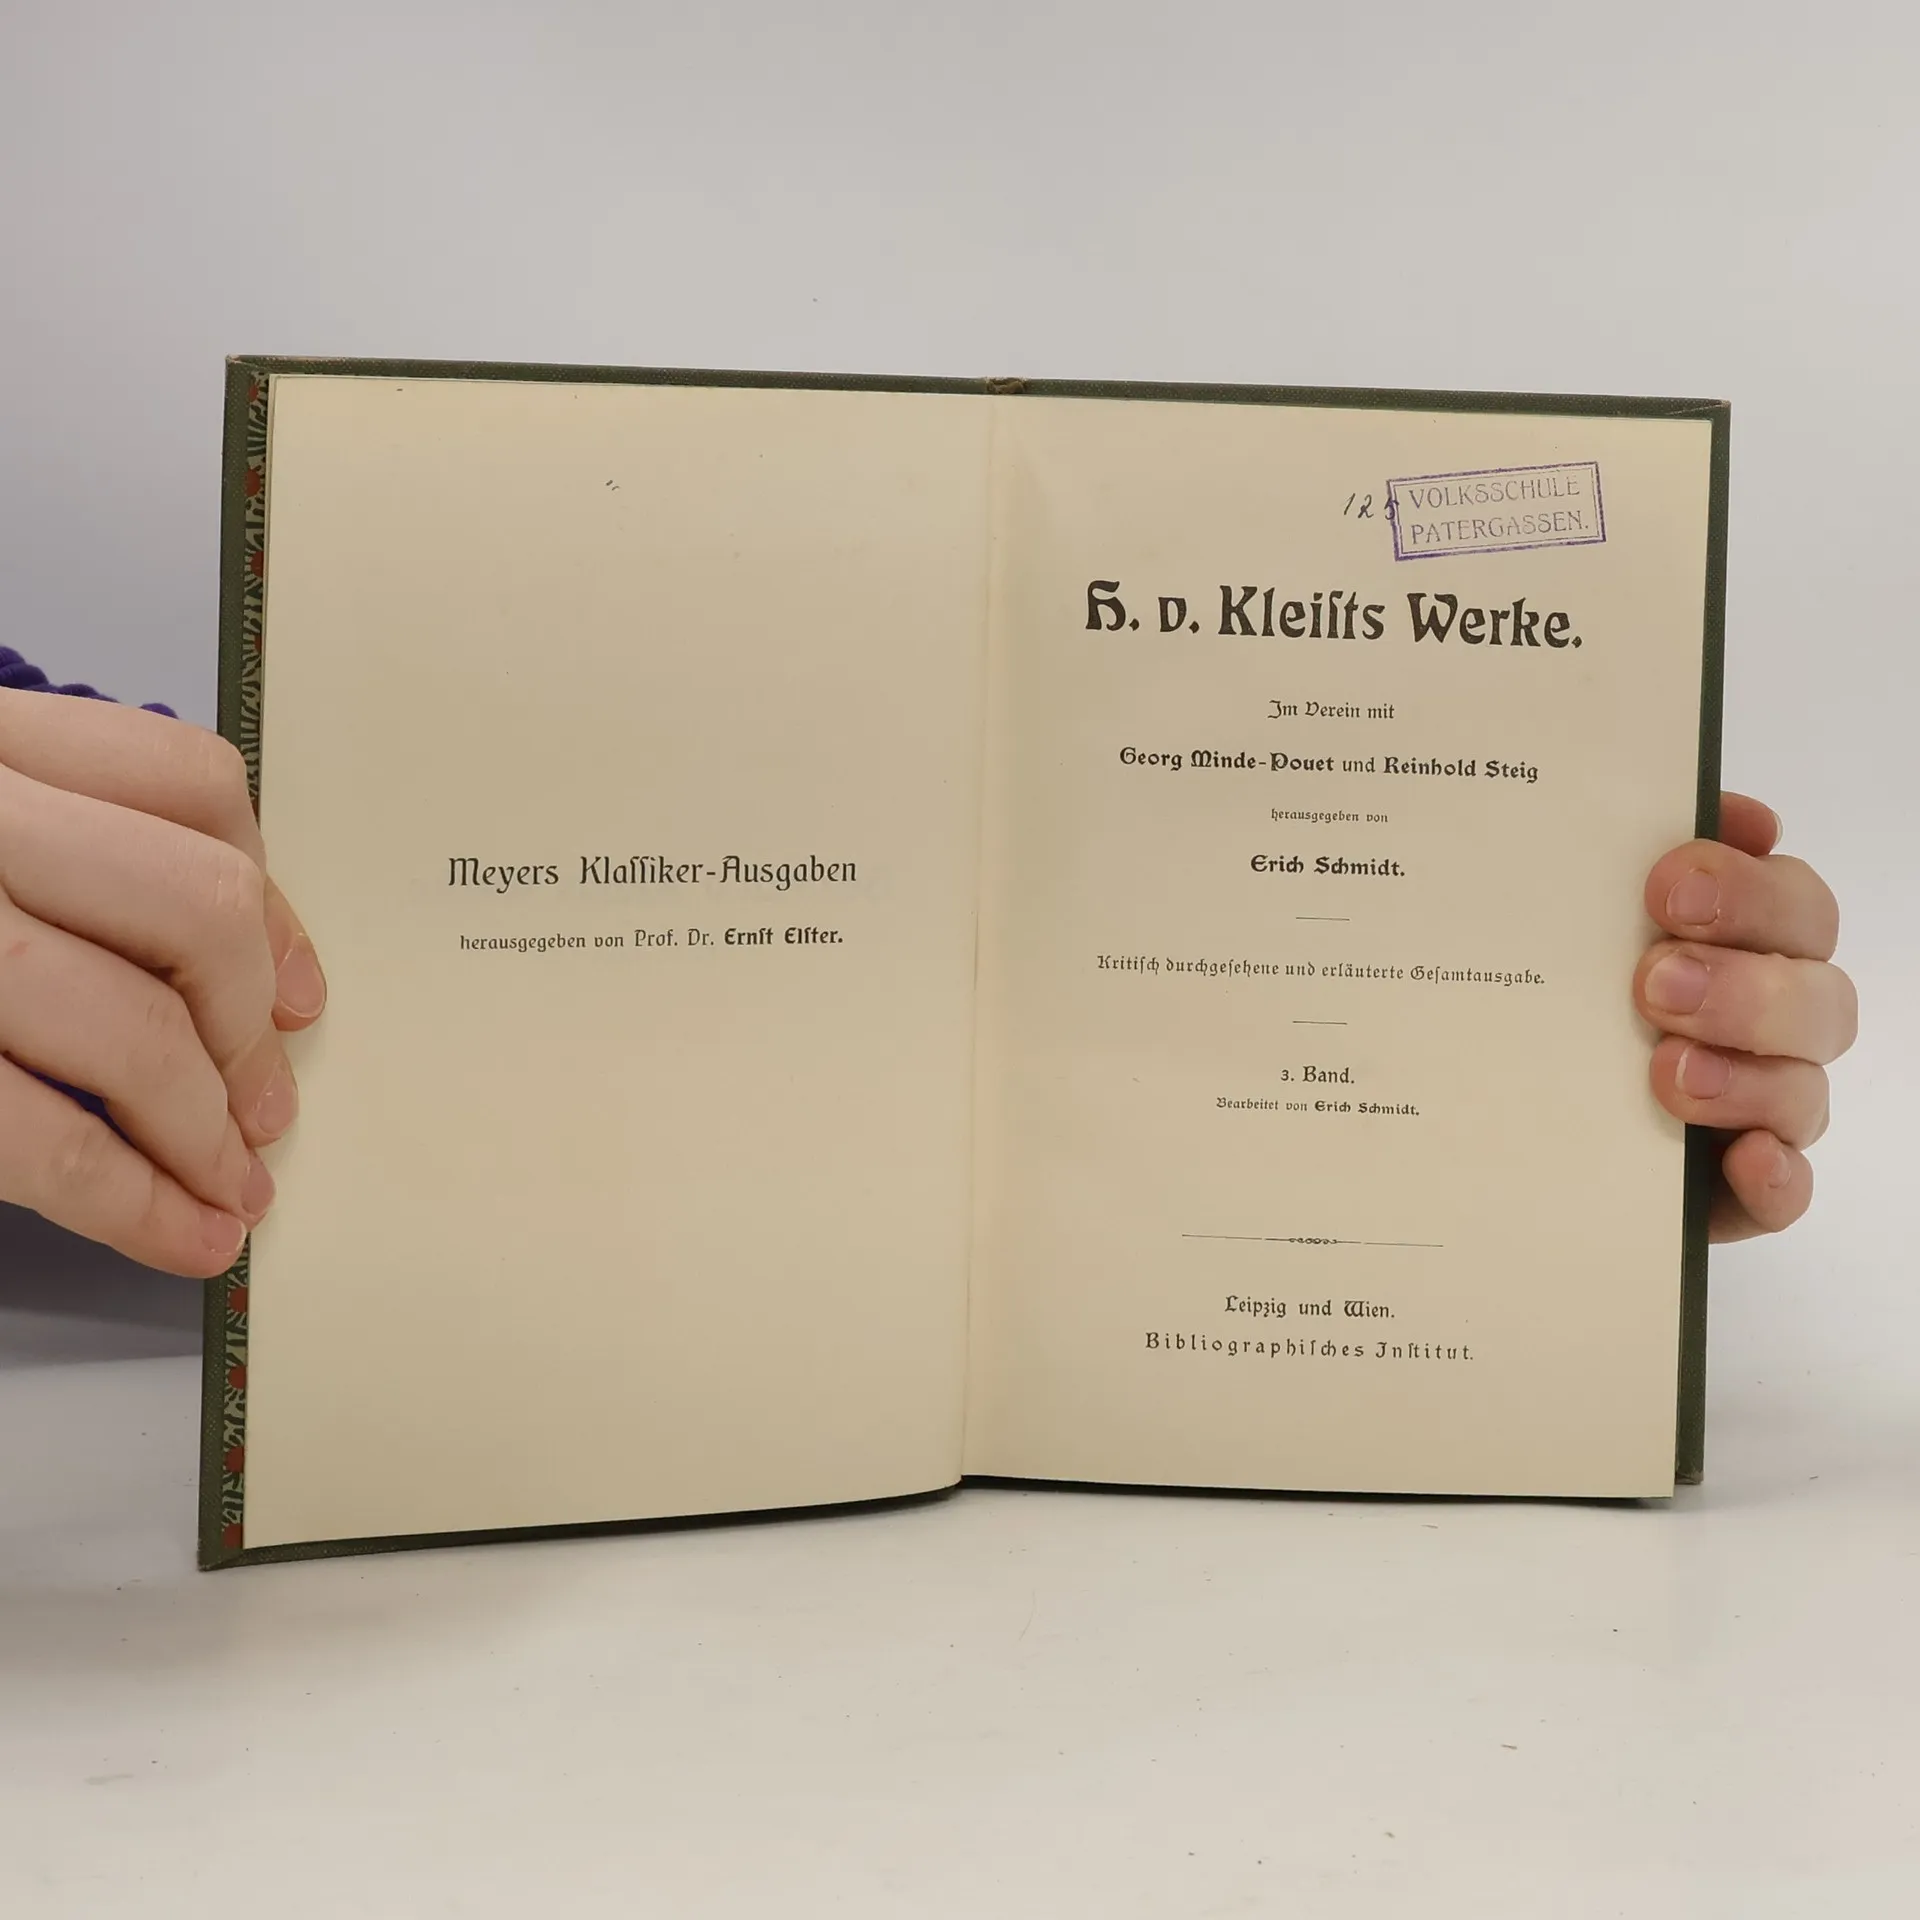 Meyers Klaſſiker-Ausgaben
herausgegeben von Prof. Dr. Ernſt Elſter.
125
VOLKSSCHULE
PATERGASSEN.
H. v. Kleiſts Werke.
Im Verein mit
Georg Minde-Pouet und Reinhold Steig
herausgegeben von
Erich Schmidt.
Kritiſch durchgeſehene und erläuterte Geſamtausgabe.
3. Band.
Bearbeitet von Erich Schmidt.
Leipzig und Wien.
Bibliographiſches Inſtitut.